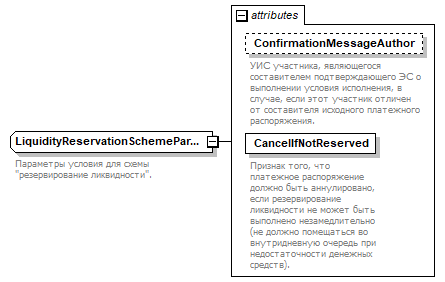 attributes
ConfirmationMessageAuthor
УИС участника, являющегося
составителем подтверждающего ЭС о
выполнении условия исполнения, в
случае, если этот участник отличен
от составителя исходного платежного
распоряжения.
LiquidityReservationSchemePar...
Параметры условия для схемы
"резервирование ликвидности".
CancelIfNotReserved
Признак того, что
платежное распоряжение
должно быть аннулировано,
если резервирование
ликвидности не может быть
выполнено незамедлительно
(не должно помещаться во
внутридневную очередь при
недостаточности денежных
средств).